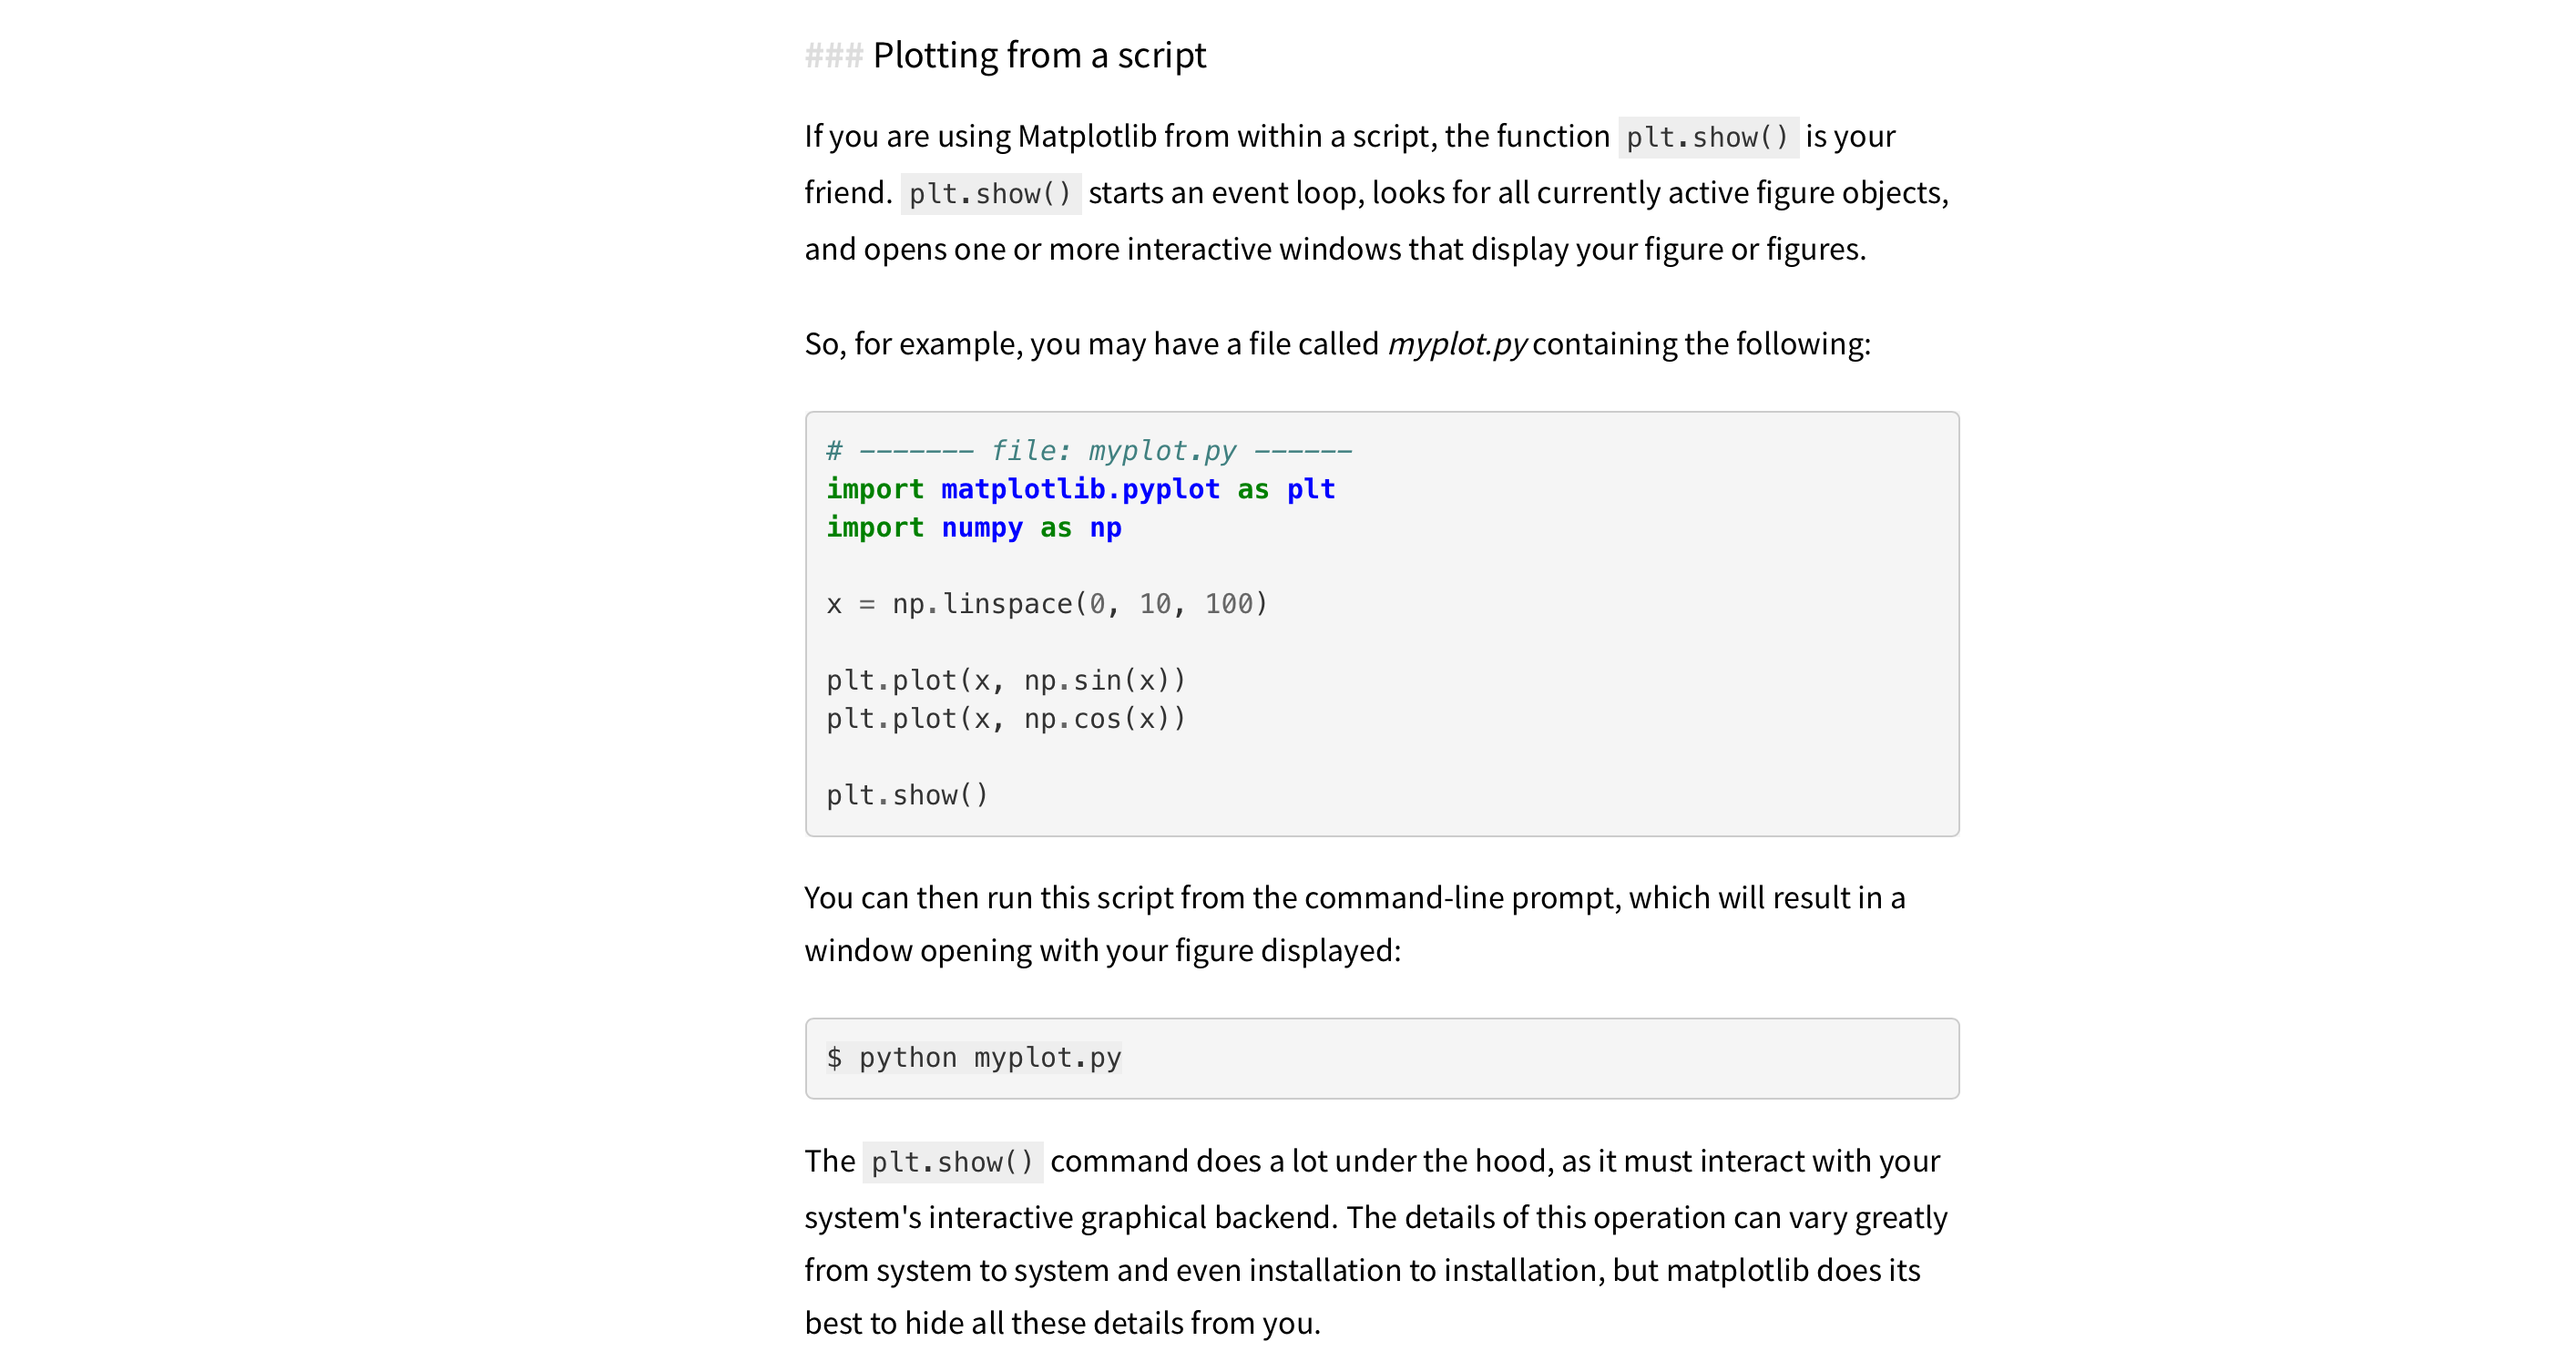 ### Plotting from a script
If you are using Matplotlib from within a script, the function plt.show() is your
friend. plt.show() starts an event loop, looks for all currently active figure objects,
and opens one or more interactive windows that display your figure or figures.
So, for example, you may have a file called myplot.py containing the following:
# ------- file: myplot.py ------
import matplotlib.pyplot as plt
import numpy as np
x = np.linspace(0, 10, 100)
plt.plot(x, np.sin(x))
plt.plot(x, np.cos(x))
plt.show()
You can then run this script from the command-line prompt, which will result in a
window opening with your figure displayed:
$ python myplot.py
The plt.show() command does a lot under the hood, as it must interact with your
system's interactive graphical backend. The details of this operation can vary greatly
from system to system and even installation to installation, but matplotlib does its
best to hide all these details from you.